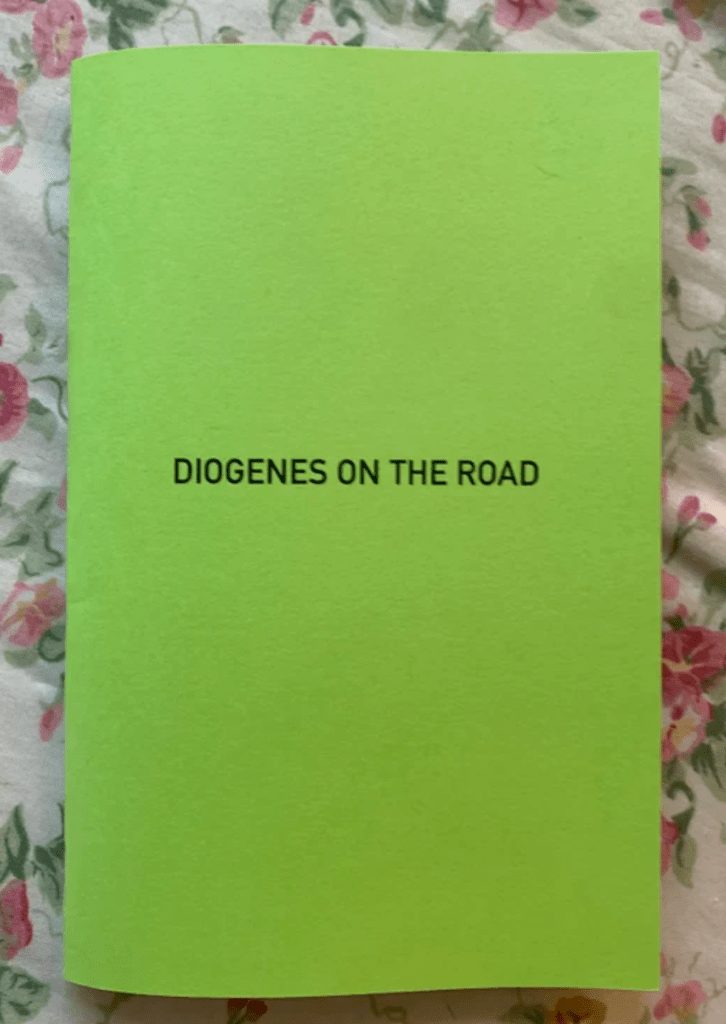 DIOGENES ON THE ROAD